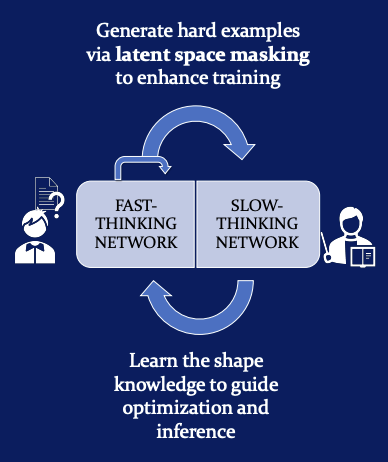 Generate hard examples
via latent space masking
to enhance training
?
FAST-
THINKING
NETWORK
SLOW-
THINKING
NETWORK
Learn the shape
knowledge to guide
optimization and
inference